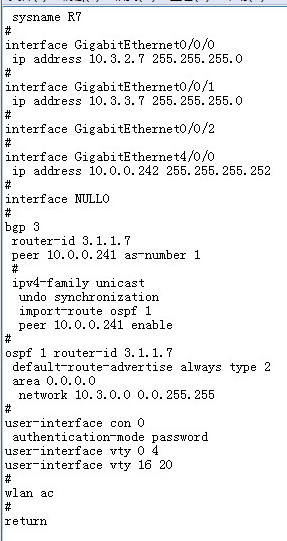 sysname R7
#
interface GigabitEthernet0/0/0
ip address 10.3.2.7 255.255.255.0
#
interface GigabitEthernet0/0/1
ip address 10.3.3.7 255.255.255.0
#
interface GigabitEthernet0/0/2
#
interface GigabitEthernet4/0/0
ip address 10.0.0.242 255.255.255.252
#
interface NULL0
#
bgp 3
router-id 3.1.1.7
peer 10.0.0.241 as-number 1
#
ipv4-family unicast
undo synchronization
import-route ospf 1
peer 10.0.0.241 enable
#
ospf 1 router-id 3.1.1.7
default-route-advertise always type 2
area 0.0.0.0
network 10.3.0.0 0.0.255.255
#
user-interface con 0
authentication-mode password
user-interface vty 0 4
user-interface vty 16 20
#
wlan ac
#
return